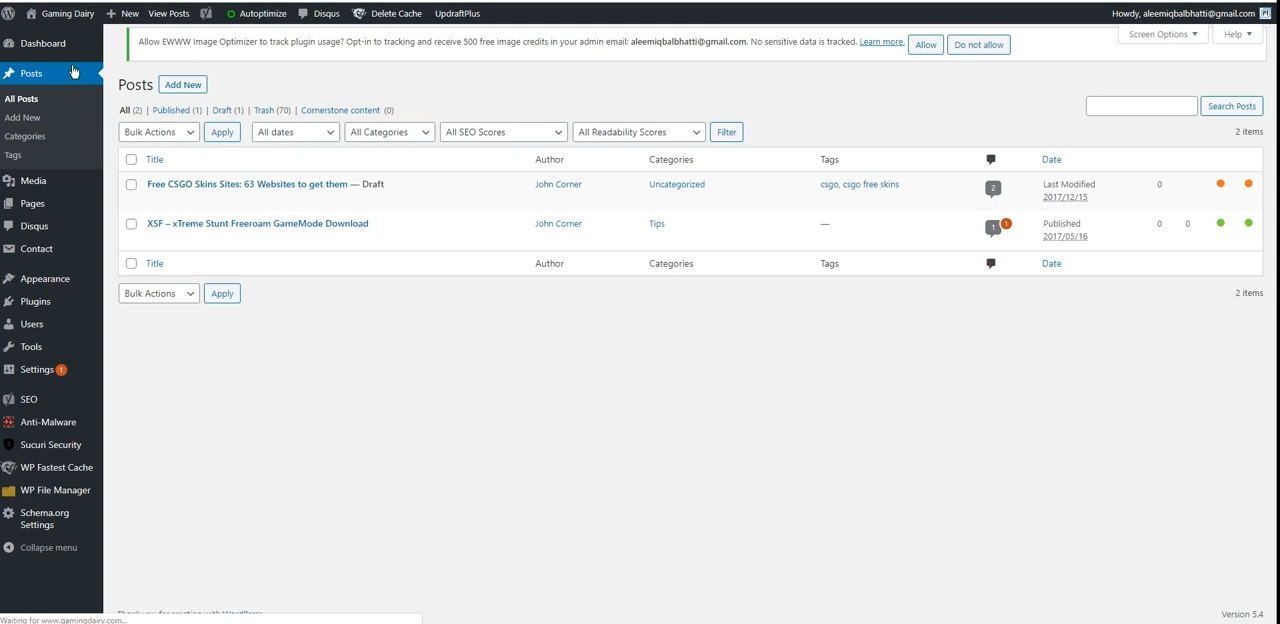 Gaming Dairy New View Posts Autoptimize Disqus Delete Cache UpdraftPlus Howdy, aleemiqbalbhatti@gmail.com
Allow EWWW Image Optimizer to track plugin usage? Opt-in to tracking and receive 500 free image credits in your admin email: aleemiqbalbhatti@gmail.com. No sensitive data is tracked. Learn more. Allow Do not allow
Screen Options Help
Dashboard
Posts
All Posts
Add New
Categories
Tags
Media
Pages
Disqus
Contact
Appearance
Plugins
Users
Tools
Settings 1
SEO
Anti-Malware
Sucuri Security
WP Fastest Cache
WP File Manager
Schema.org
Settings
Collapse menu
Posts Add New
All (2) | Published (1) | Draft (1) | Trash (70) | Cornerstone content (0)
Search Posts
Bulk Actions Apply All dates All Categories All SEO Scores All Readability Scores Filter
2 items
Title Author Categories Tags Date
Free CSGO Skins Sites: 63 Websites to get them — Draft John Corner Uncategorized csgo, csgo free skins 2 Last Modified 0
2017/12/15
XSF – xTreme Stunt Freeroam GameMode Download John Corner Tips — 1 1 Published 0 0
2017/05/16
Title Author Categories Tags Date
Bulk Actions Apply 2 items
Thank you for creating with WordPress
Version 5.4
Waiting for www.gamingdairy.com...